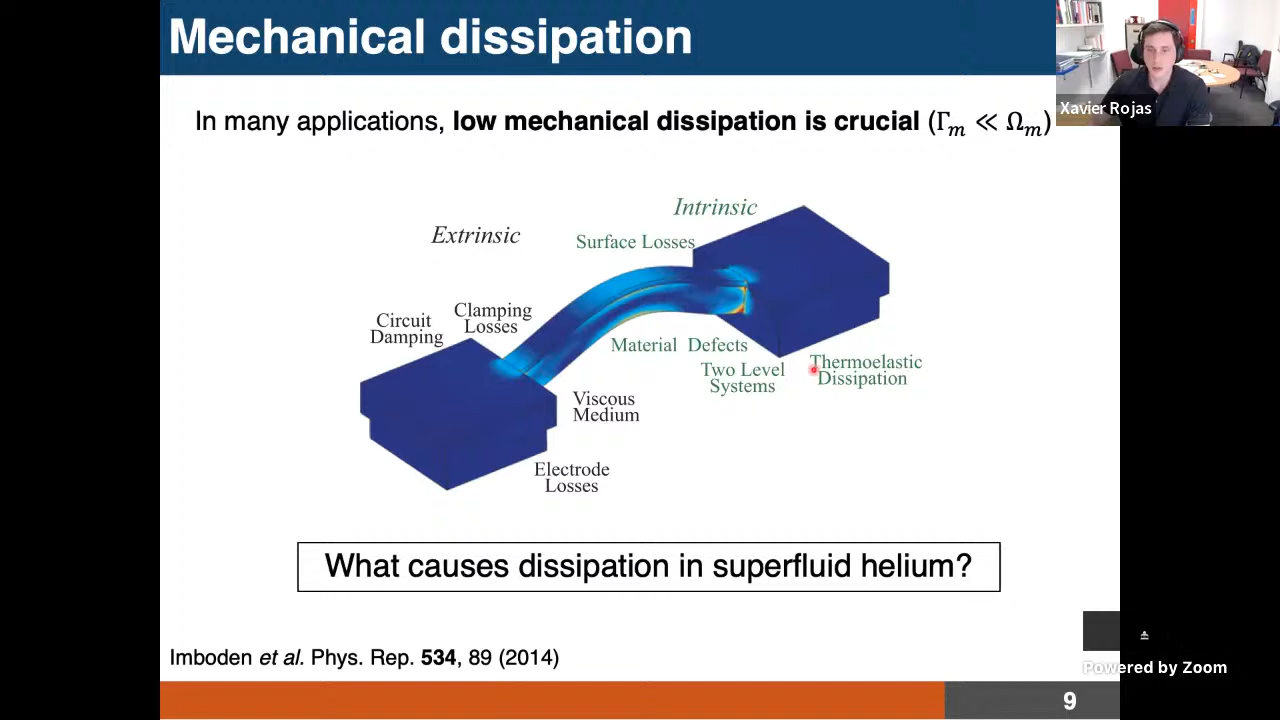 Mechanical dissipation
Xavier Rojas
In many applications, low mechanical dissipation is crucial (Γₘ ≪ Ωₘ)
Intrinsic
Extrinsic
Surface Losses
Clamping
Losses
Circuit
Damping
Material Defects
Two Level
Systems
Thermoelastic
Dissipation
Viscous
Medium
Electrode
Losses
What causes dissipation in superfluid helium?
Imboden et al. Phys. Rep. 534, 89 (2014)
Powered by Zoom
9